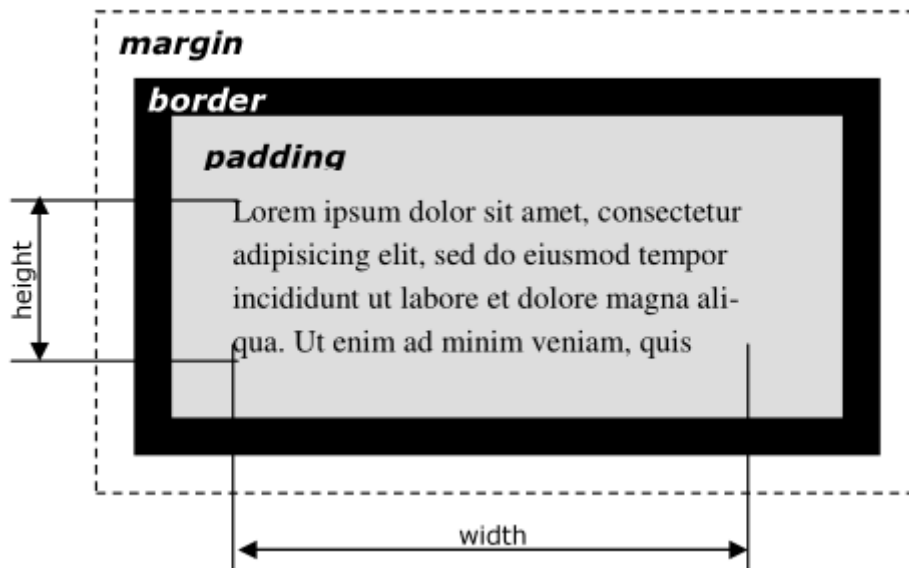 margin
border
padding
Lorem ipsum dolor sit amet, consectetur
adipisicing elit, sed do eiusmod tempor
incididunt ut labore et dolore magna ali-
qua. Ut enim ad minim veniam, quis
height
width